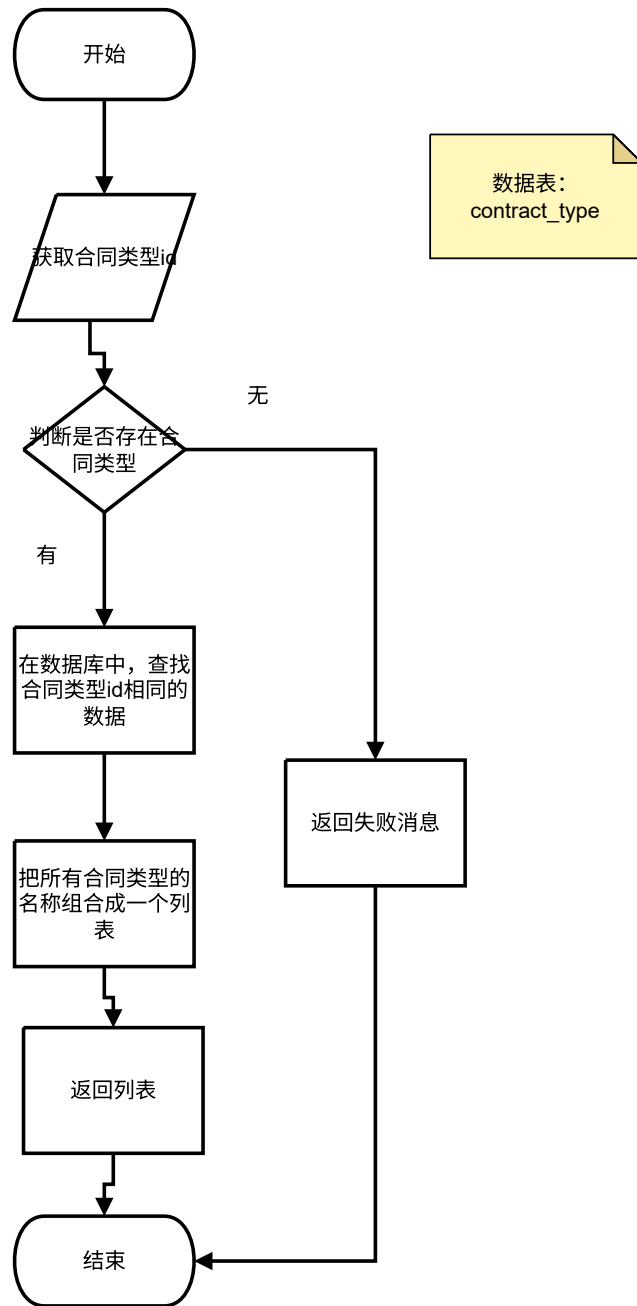 开始
数据表：
contract_type
获取合同类型id
无
判断是否存在合
同类型
有
在数据库中，查找
合同类型id相同的
数据
返回失败消息
把所有合同类型的
名称组合成一个列
表
返回列表
结束